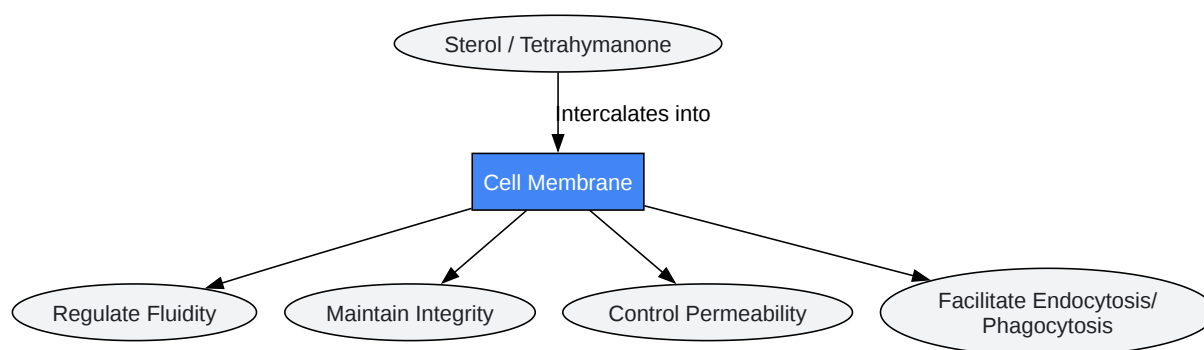 Sterol / Tetrahymanone
Intercalates into
Cell Membrane
Regulate Fluidity
Maintain Integrity
Control Permeability
Facilitate Endocytosis/
Phagocytosis